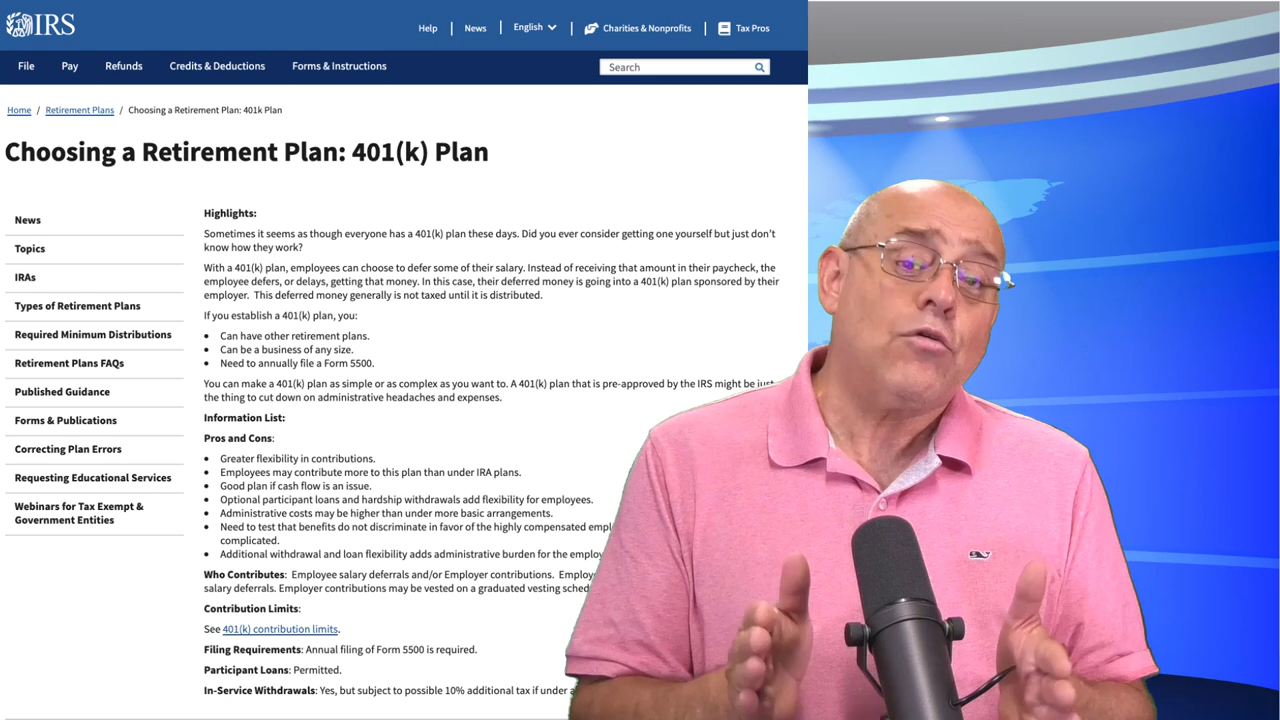 IRS
Help
News
English
Charities & Nonprofits
Tax Pros
File
Pay
Refunds
Credits & Deductions
Forms & Instructions
Search
Home / Retirement Plans / Choosing a Retirement Plan: 401k Plan
Choosing a Retirement Plan: 401(k) Plan
News
Topics
IRAs
Types of Retirement Plans
Required Minimum Distributions
Retirement Plans FAQs
Published Guidance
Forms & Publications
Correcting Plan Errors
Requesting Educational Services
Webinars for Tax Exempt &
Government Entities
Highlights:
Sometimes it seems as though everyone has a 401(k) plan these days. Did you ever consider getting one yourself but just don't
know how they work?
With a 401(k) plan, employees can choose to defer some of their salary. Instead of receiving that amount in their paycheck, the
employee defers, or delays, getting that money. In this case, their deferred money is going into a 401(k) plan sponsored by their
employer. This deferred money generally is not taxed until it is distributed.
If you establish a 401(k) plan, you:
• Can have other retirement plans.
• Can be a business of any size.
• Need to annually file a Form 5500.
You can make a 401(k) plan as simple or as complex as you want to. A 401(k) plan that is pre-approved by the IRS might be just
the thing to cut down on administrative headaches and expenses.
Information List:
Pros and Cons:
• Greater flexibility in contributions.
• Employees may contribute more to this plan than under IRA plans.
• Good plan if cash flow is an issue.
• Optional participant loans and hardship withdrawals add flexibility for employees.
• Administrative costs may be higher than under more basic arrangements.
• Need to test that benefits do not discriminate in favor of the highly compensated empl
complicated.
• Additional withdrawal and loan flexibility adds administrative burden for the employ
Who Contributes: Employee salary deferrals and/or Employer contributions. Employ
salary deferrals. Employer contributions may be vested on a graduated vesting sched
Contribution Limits:
See 401(k) contribution limits.
Filing Requirements: Annual filing of Form 5500 is required.
Participant Loans: Permitted.
In-Service Withdrawals: Yes, but subject to possible 10% additional tax if under a